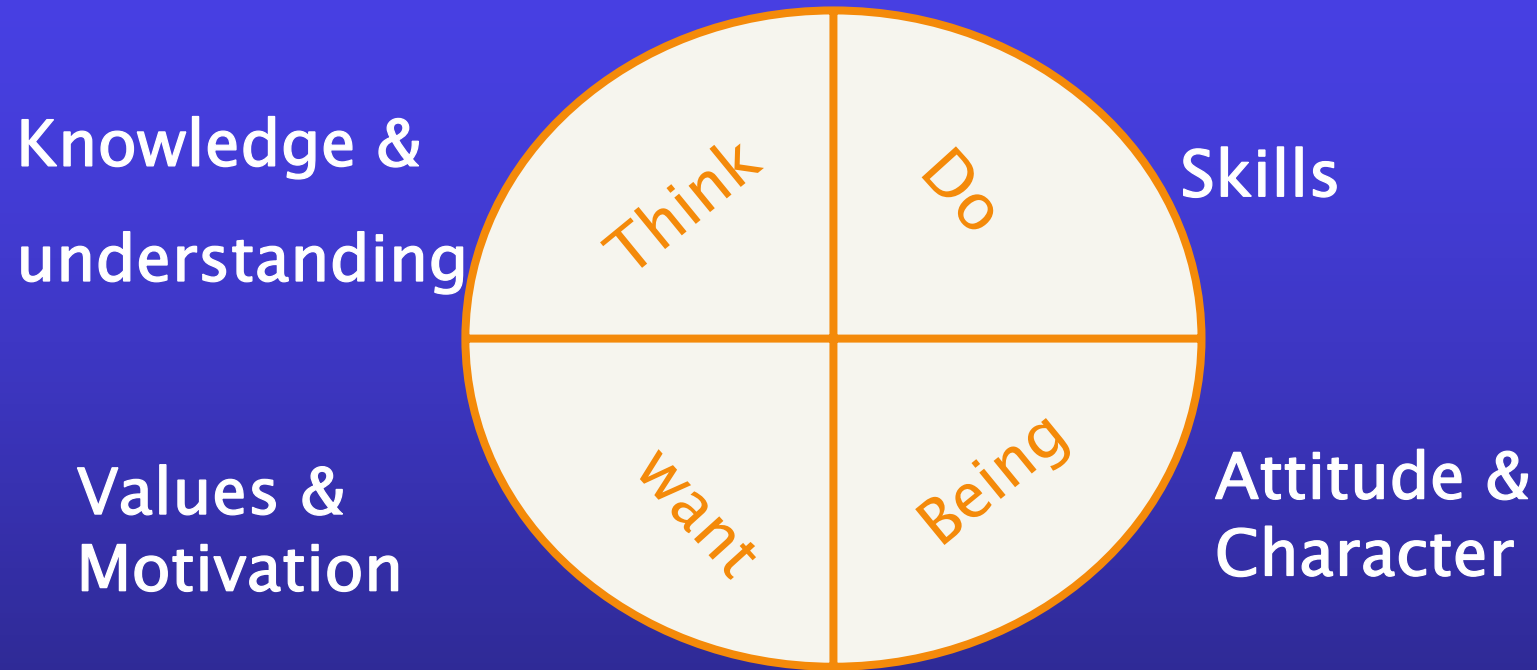 Knowledge &
understanding
Think
Do
Skills
Values &
Motivation
want
Being
Attitude &
Character